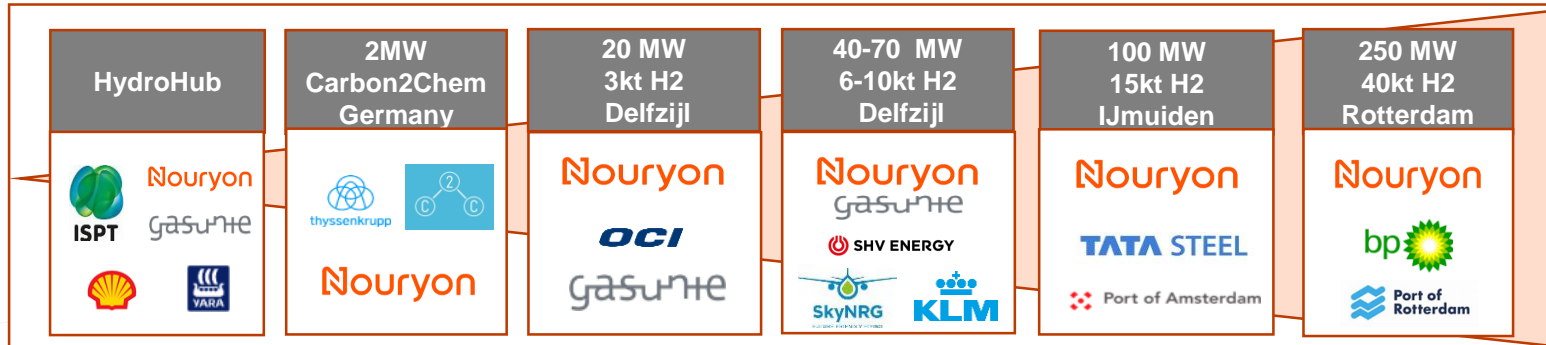 HydroHub
ISPT
Nouryon
gasunie
YARA
2MW
Carbon2Chem
Germany
thyssenkrupp
C 2 C
Nouryon
20 MW
3kt H2
Delfzijl
Nouryon
OCI
gasunie
40-70 MW
6-10kt H2
Delfzijl
Nouryon
gasunie
SHV ENERGY
SkyNRG
KLM
100 MW
15kt H2
IJmuiden
Nouryon
TATA STEEL
Port of Amsterdam
250 MW
40kt H2
Rotterdam
Nouryon
bp
Port of
Rotterdam